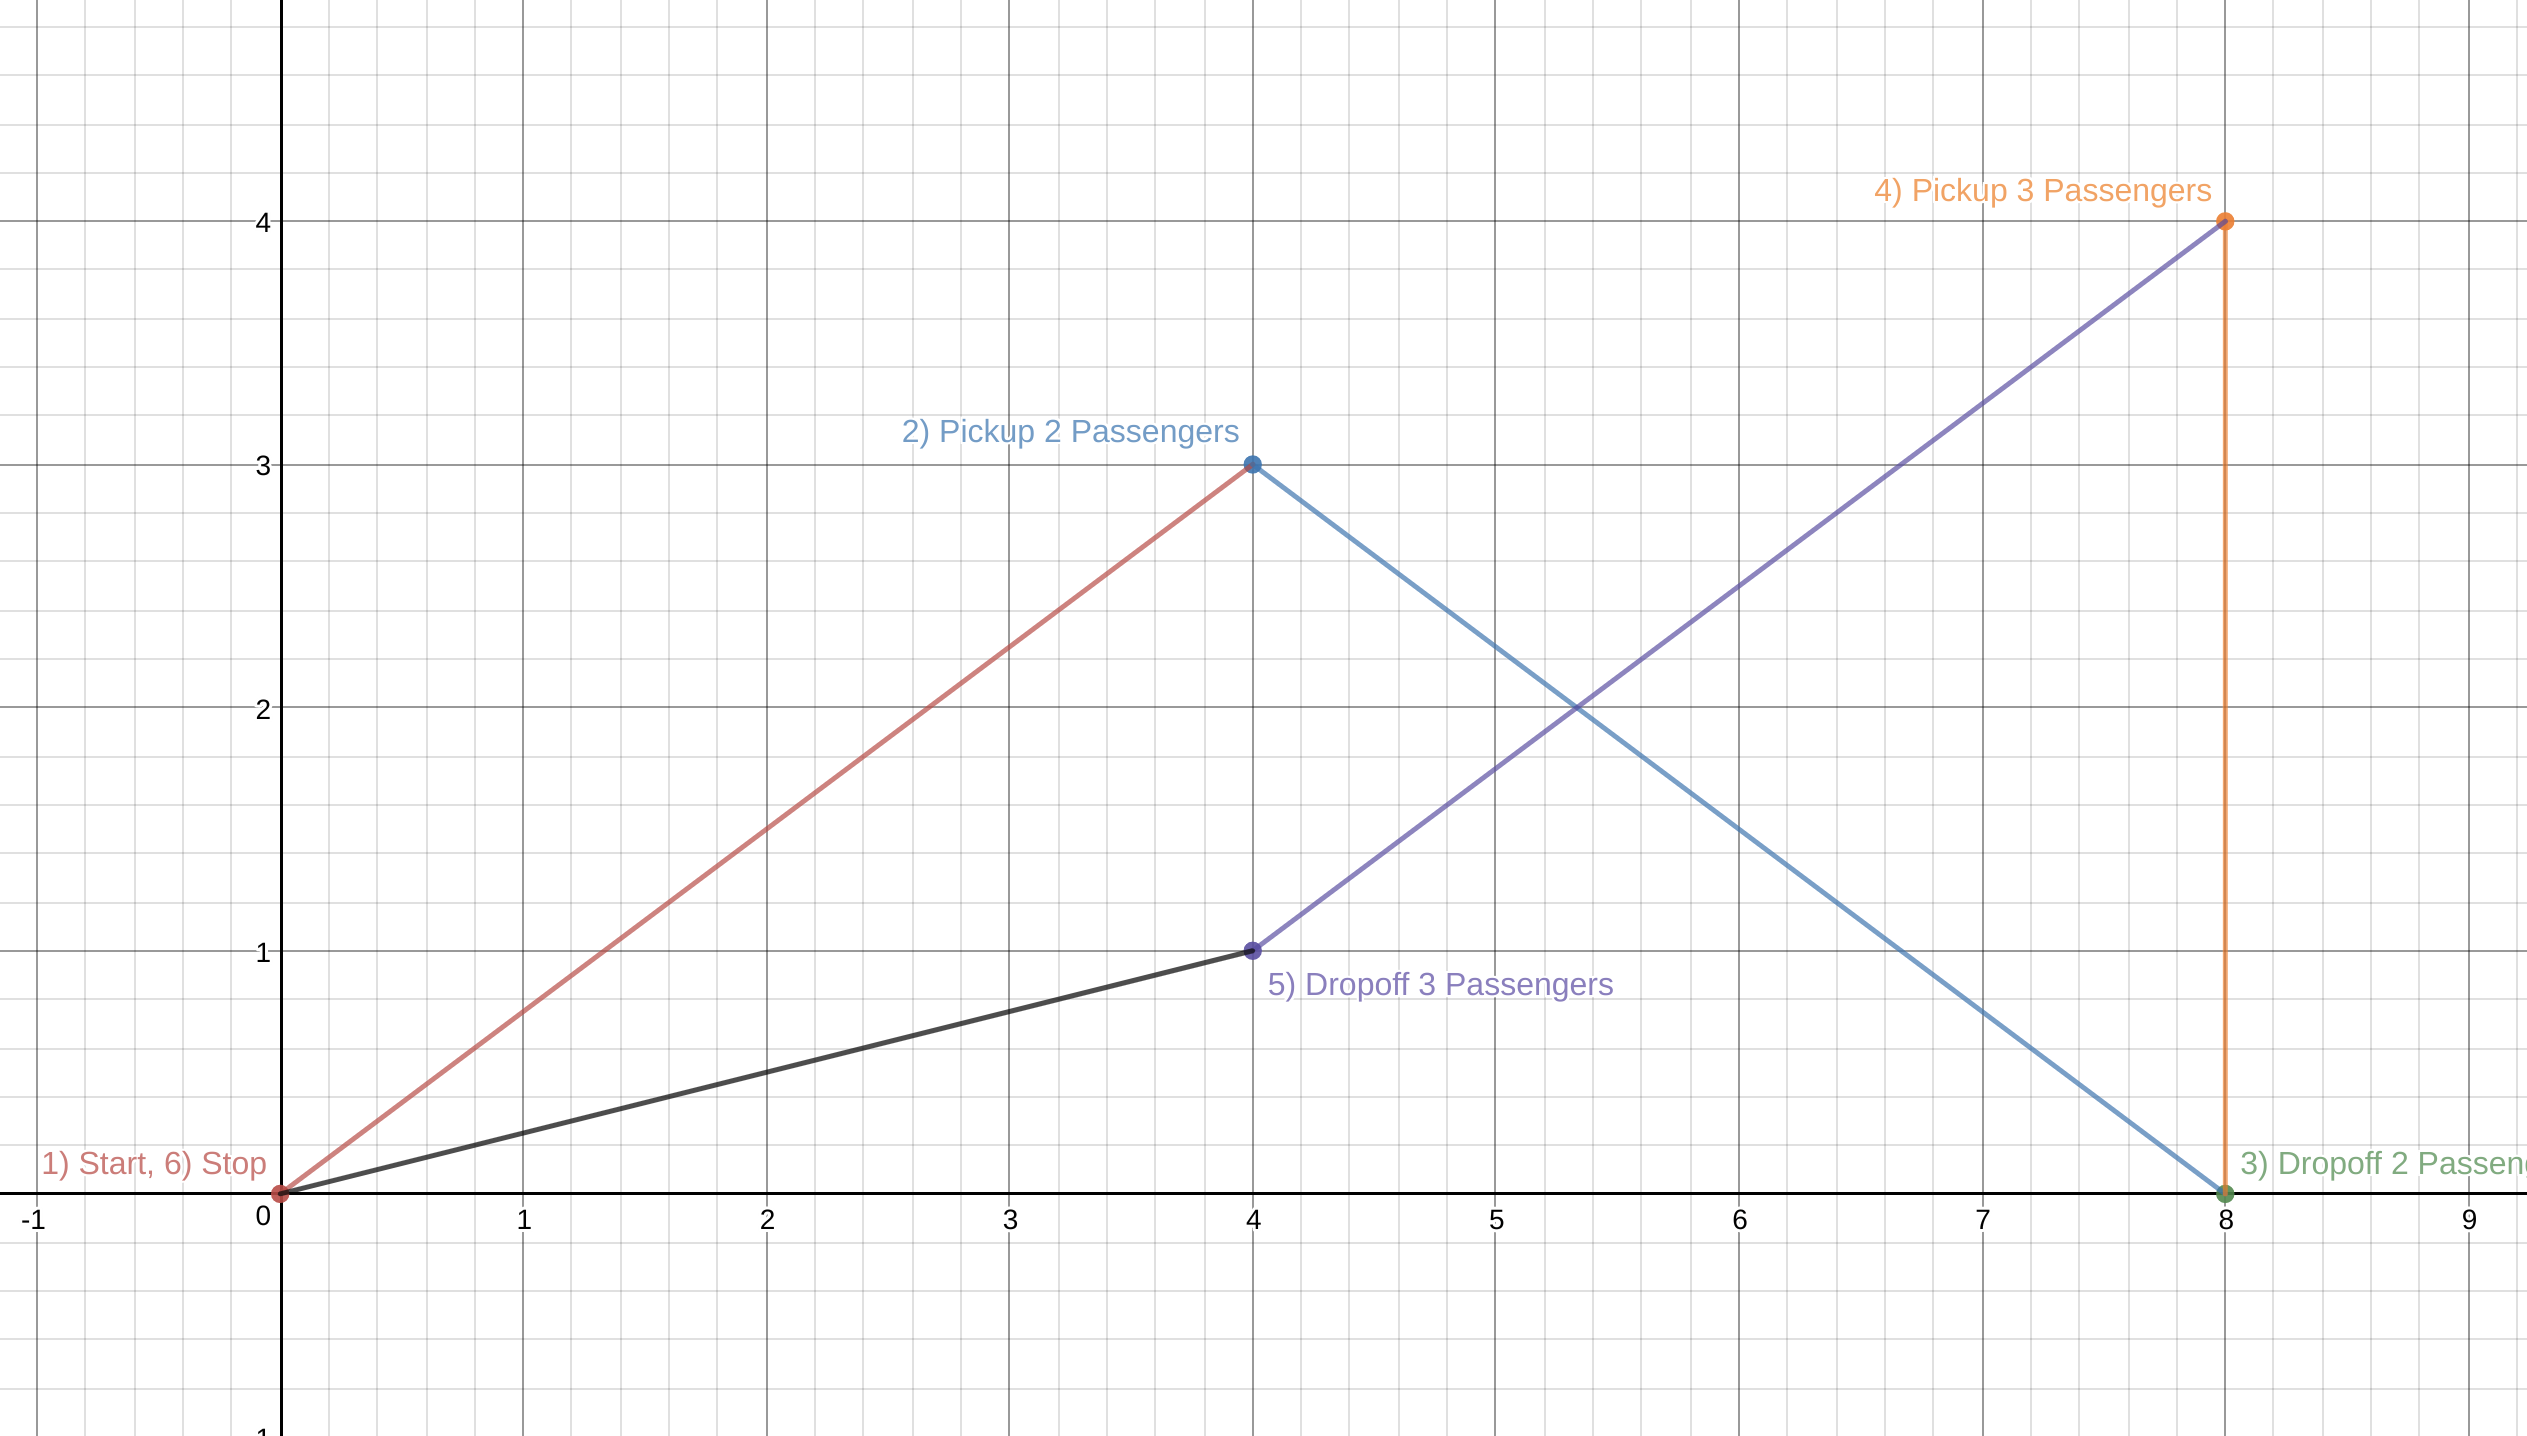 4) Pickup 3 Passengers
4
2) Pickup 2 Passengers
3
2
1
5) Dropoff 3 Passengers
1) Start, 6) Stop
3) Dropoff 2
-1 0 1 2 3 4 5 6 7 8 9